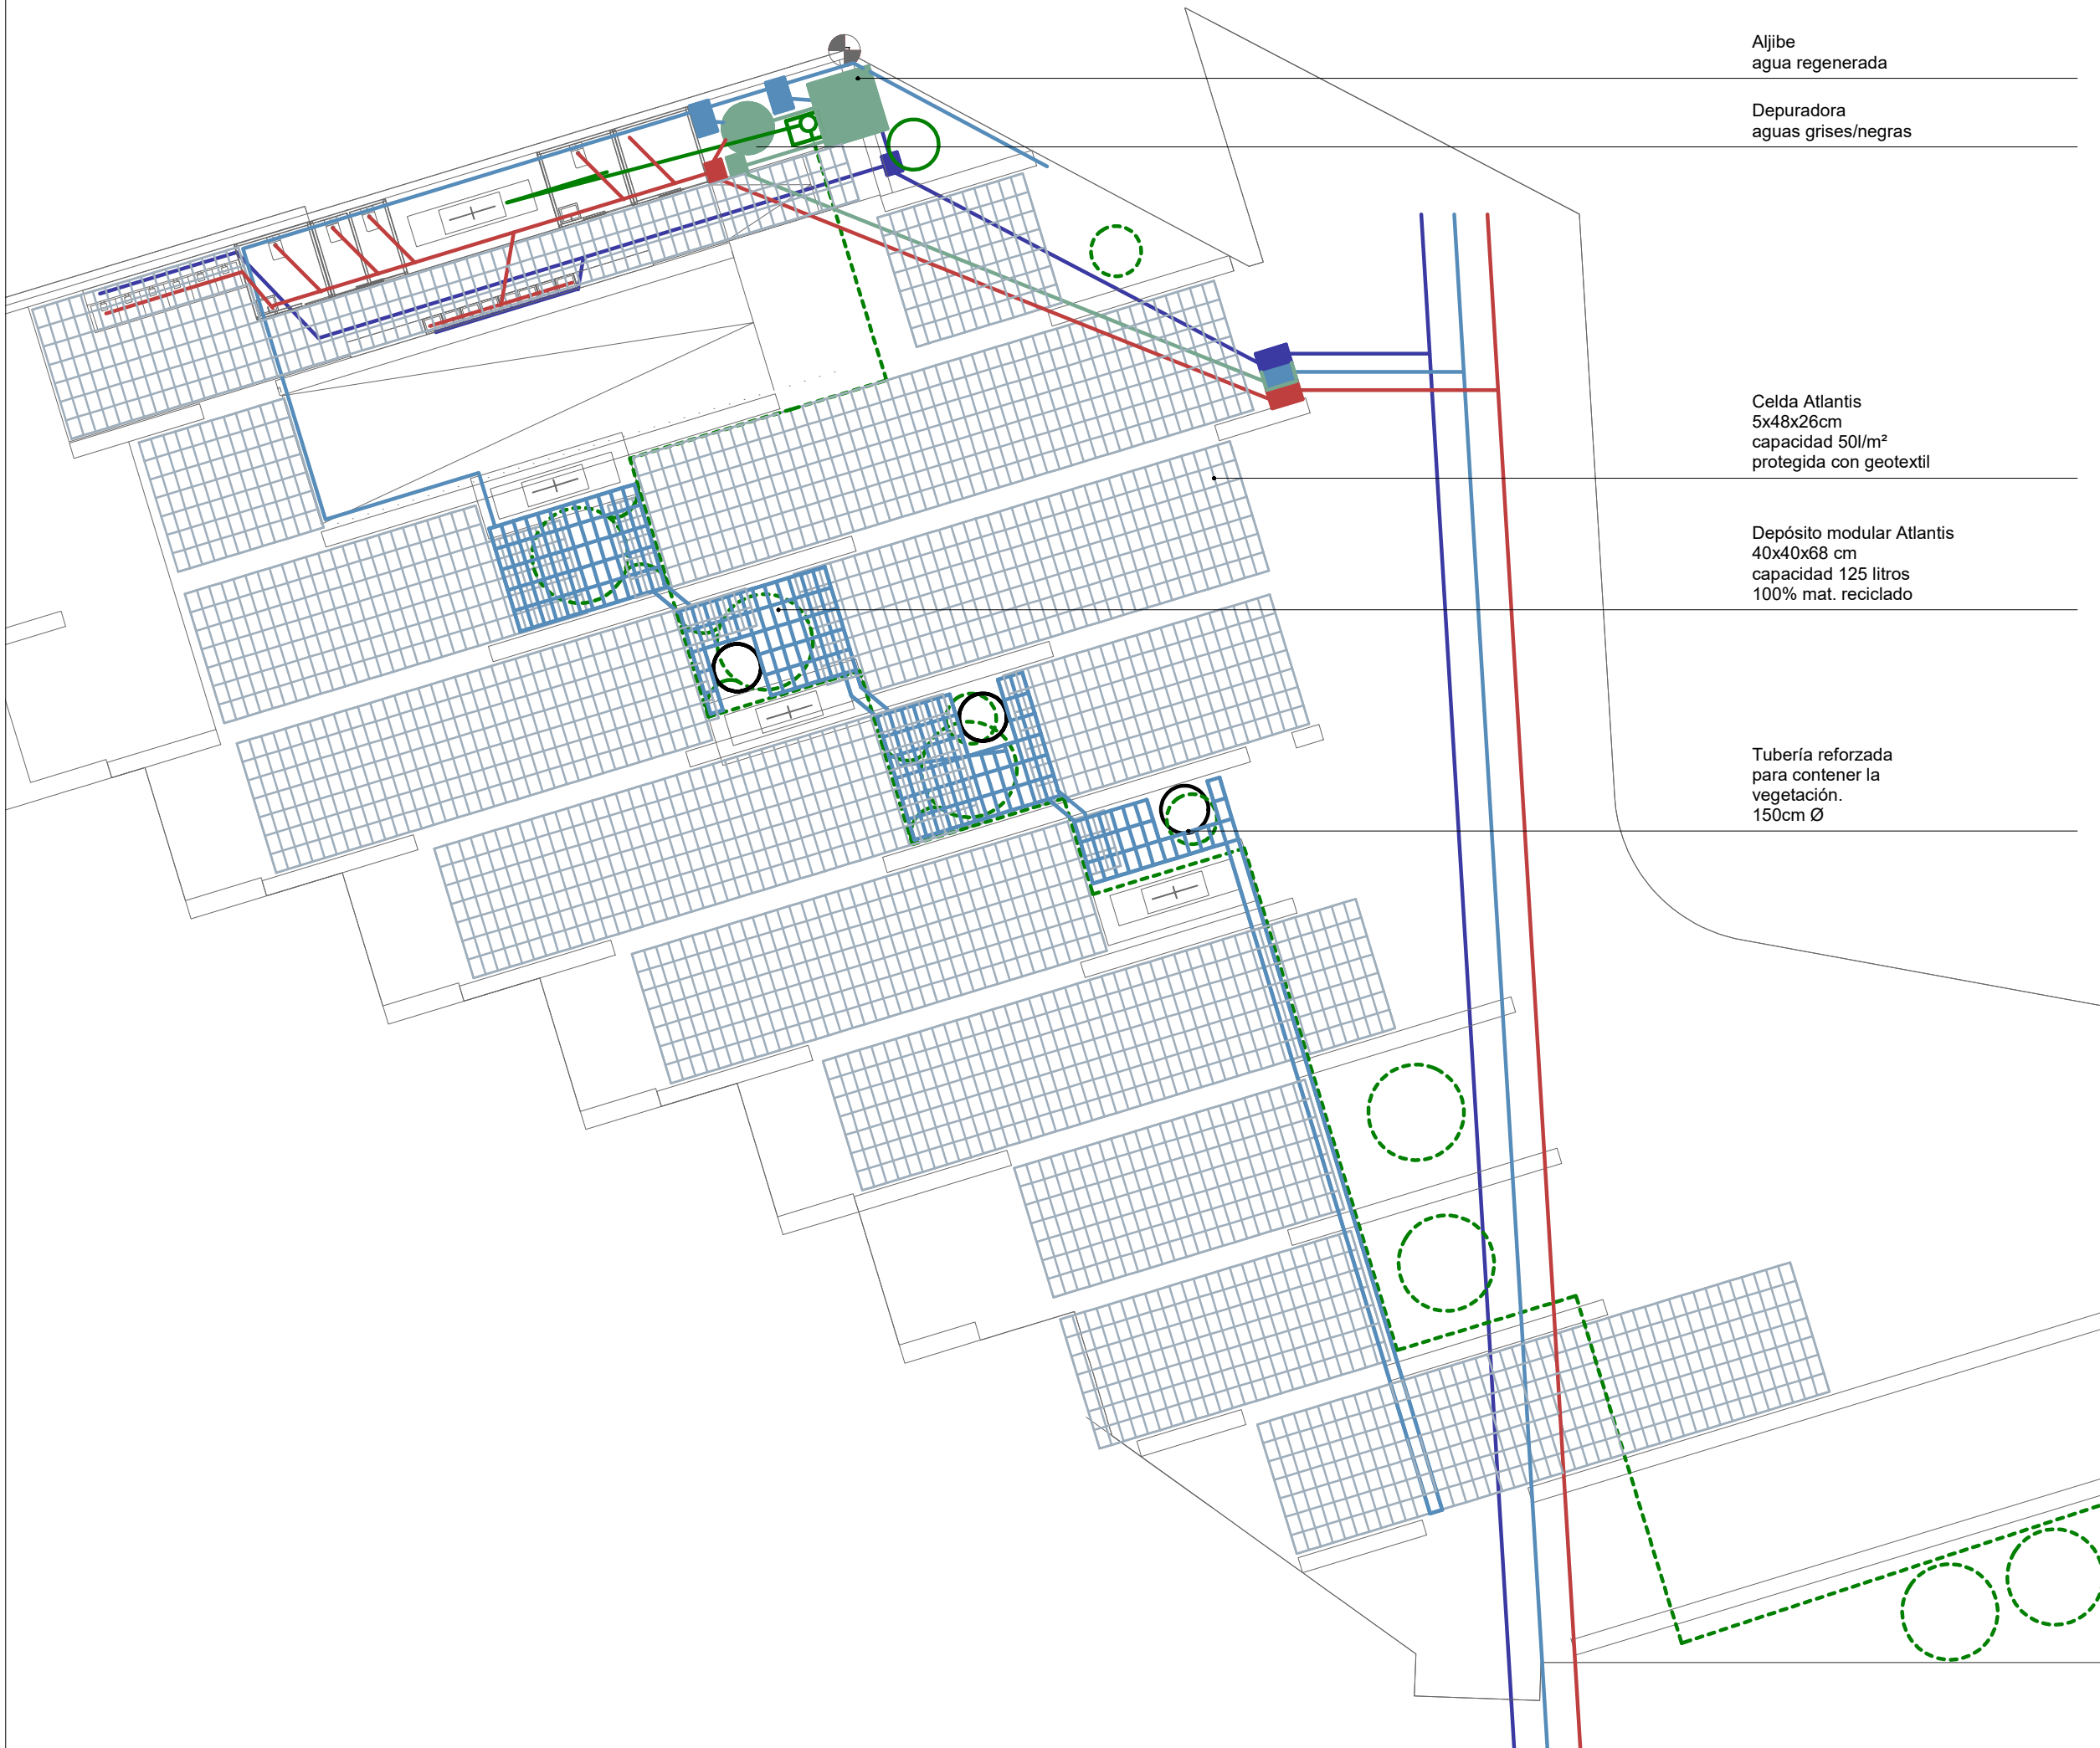 Aljibe
agua regenerada
Depuradora
aguas grises/negras
Celda Atlantis
5x48x26cm
capacidad 50l/m²
protegida con geotextil
Depósito modular Atlantis
40x40x68 cm
capacidad 125 litros
100% mat. reciclado
Tubería reforzada
para contener la
vegetación.
150cm Ø